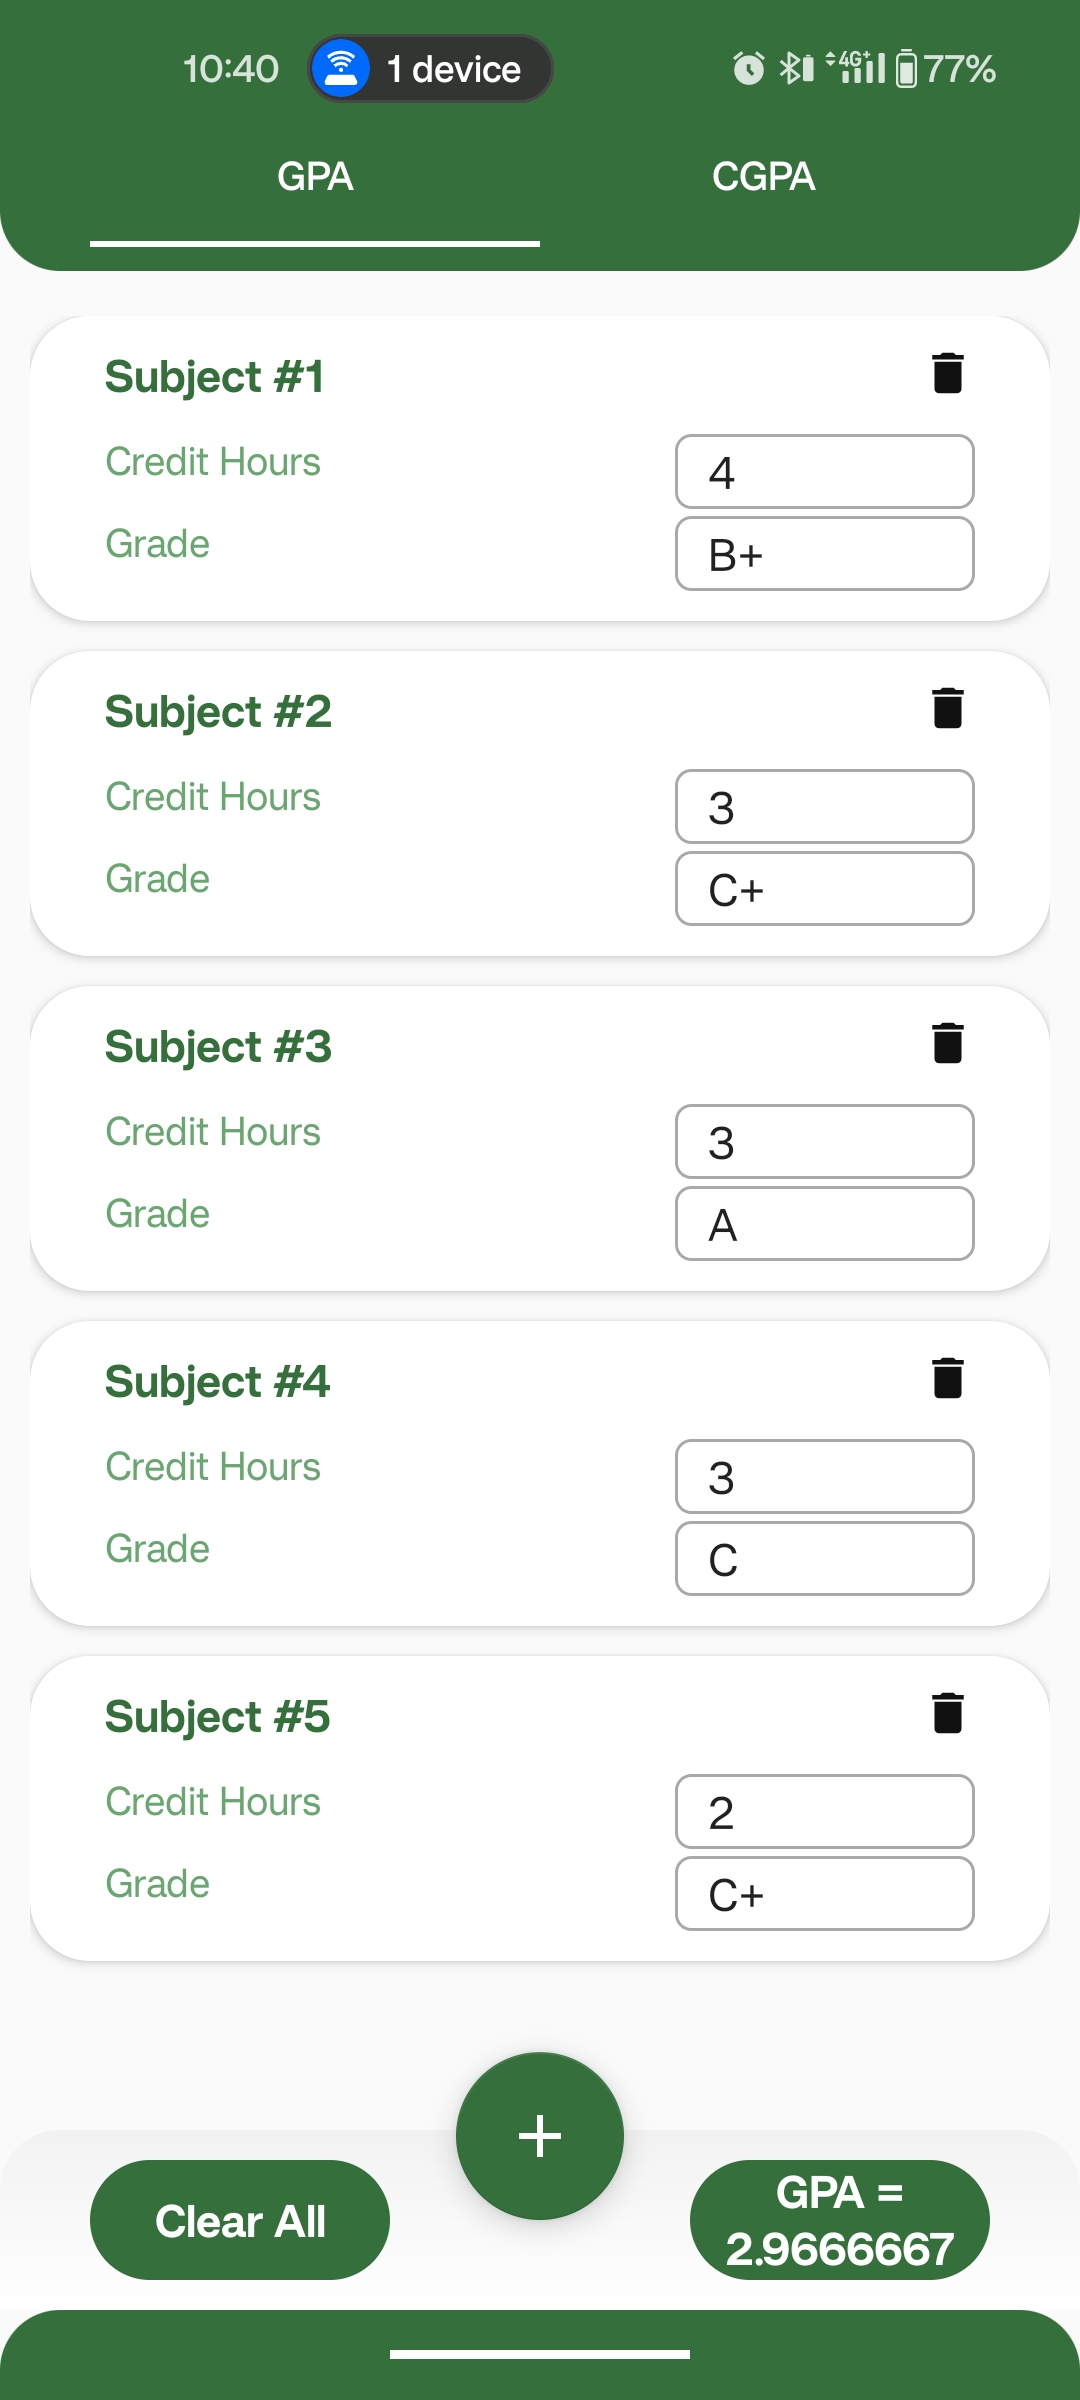 10:40 1 device 4G+ 77%
GPA CGPA
Subject #1
Credit Hours 4
Grade B+
Subject #2
Credit Hours 3
Grade C+
Subject #3
Credit Hours 3
Grade A
Subject #4
Credit Hours 3
Grade C
Subject #5
Credit Hours 2
Grade C+
+
Clear All
GPA =
2.9666667